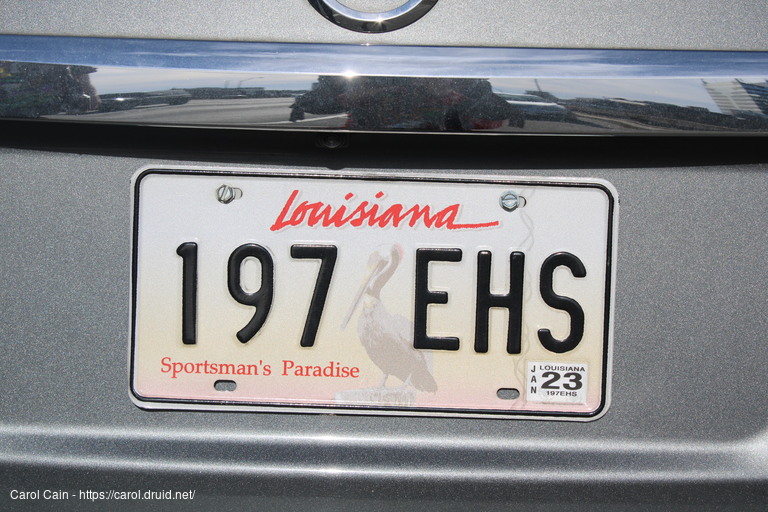 Louisiana
197 EHS
Sportsman's Paradise
JAN
LOUISIANA
23
197EHS
Carol Cain - https://carol.druid.net/